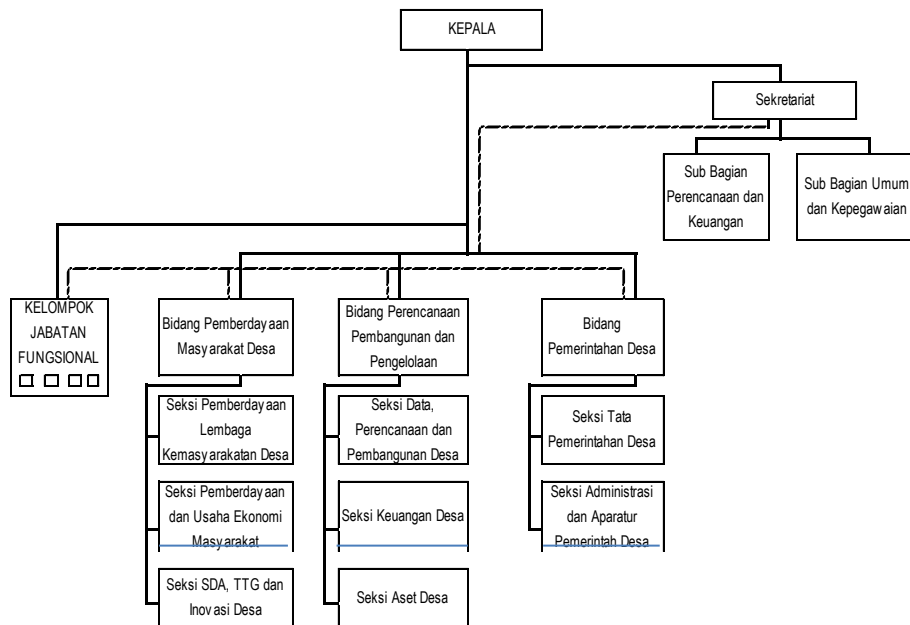 KEPALA
Sekretariat
Sub Bagian
Perencanaan dan
Keuangan
Sub Bagian Umum
dan Kepegawaian
KELOMPOK
JABATAN
FUNGSIONAL
Bidang Pemberdayaan
Masyarakat Desa
Bidang Perencanaan
Pembangunan dan
Pengelolaan
Bidang
Pemerintahan Desa
Seksi Pemberdayaan
Lembaga
Kemasyarakatan Desa
Seksi Data,
Perencanaan dan
Pembangunan Desa
Seksi Tata
Pemerintahan Desa
Seksi Pemberdayaan
dan Usaha Ekonomi
Masyarakat
Seksi Keuangan Desa
Seksi Administrasi
dan Aparatur
Pemerintah Desa
Seksi SDA, TTG dan
Inovasi Desa
Seksi Aset Desa